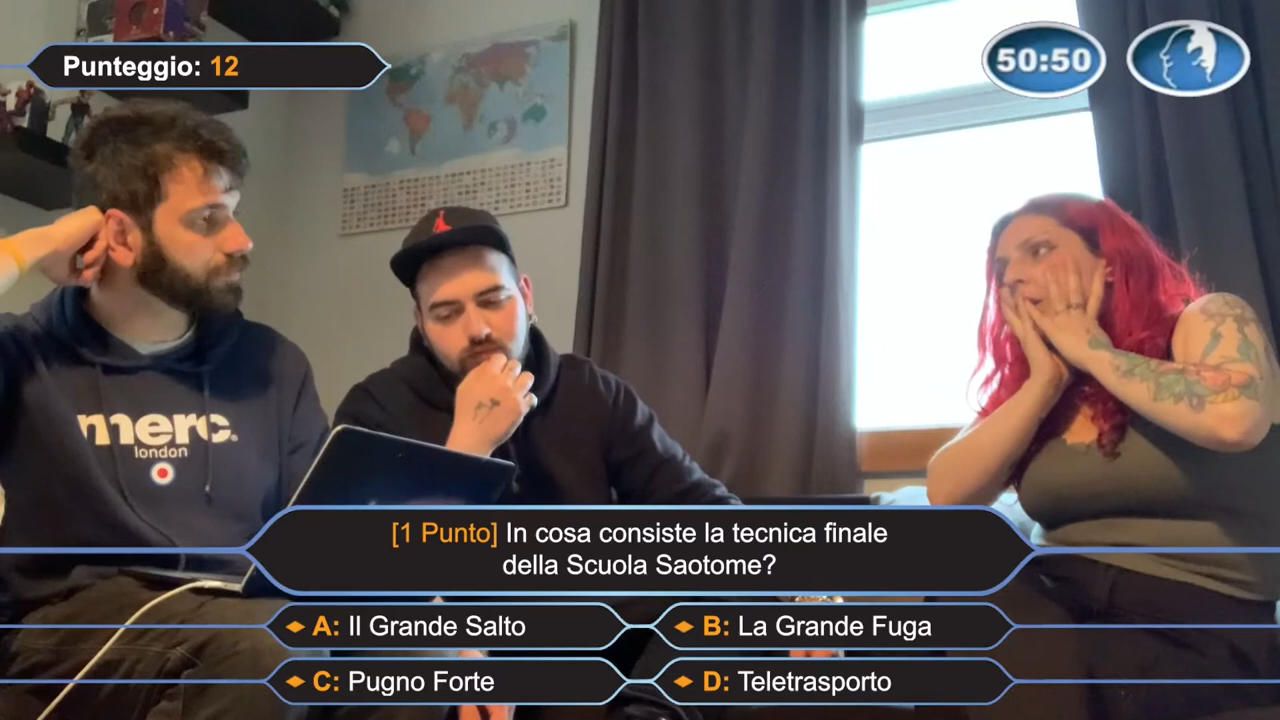 Punteggio: 12
50:50
merc.
london
[1 Punto] In cosa consiste la tecnica finale
della Scuola Saotome?
A: Il Grande Salto
B: La Grande Fuga
C: Pugno Forte
D: Teletrasporto